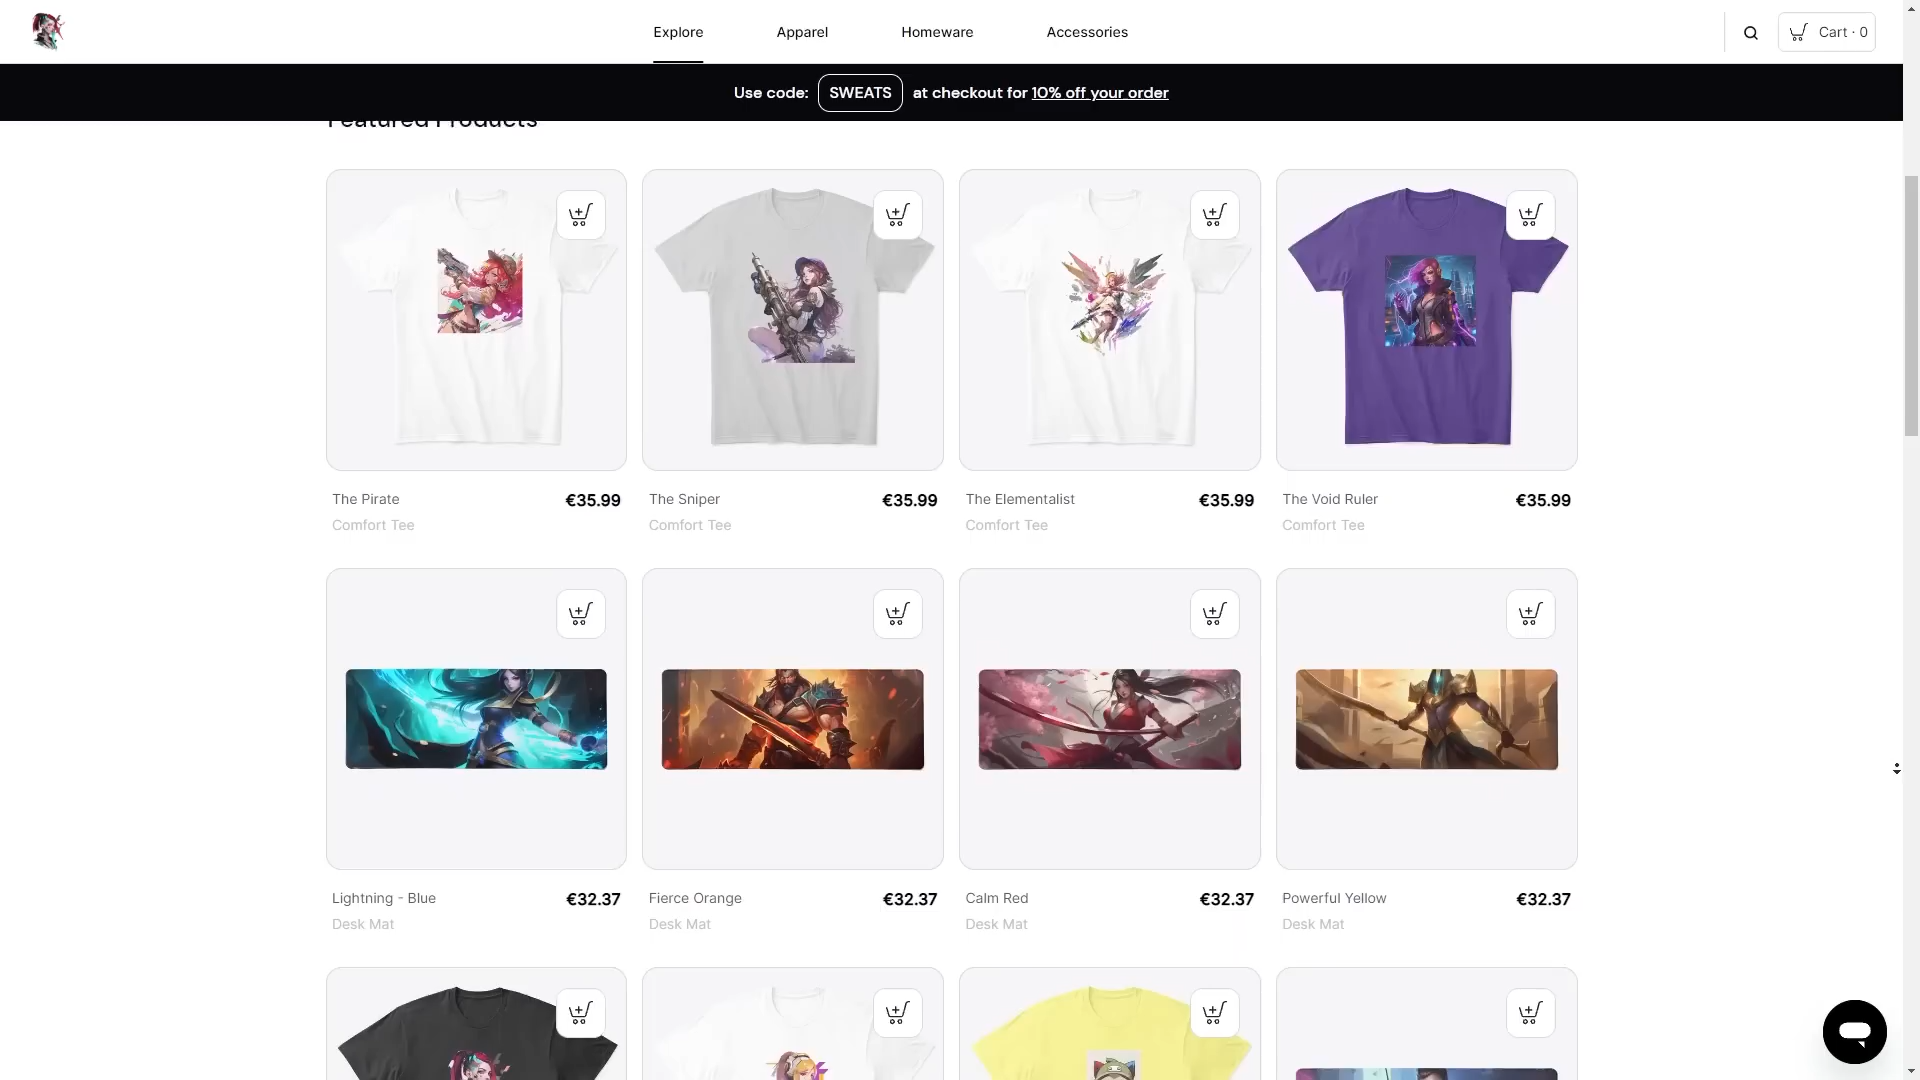 Explore
Apparel
Homeware
Accessories
Cart · 0
Use code: SWEATS at checkout for 10% off your order
Featured Products
The Pirate €35.99
Comfort Tee
The Sniper €35.99
Comfort Tee
The Elementalist €35.99
Comfort Tee
The Void Ruler €35.99
Comfort Tee
Lightning - Blue €32.37
Desk Mat
Fierce Orange €32.37
Desk Mat
Calm Red €32.37
Desk Mat
Powerful Yellow €32.37
Desk Mat